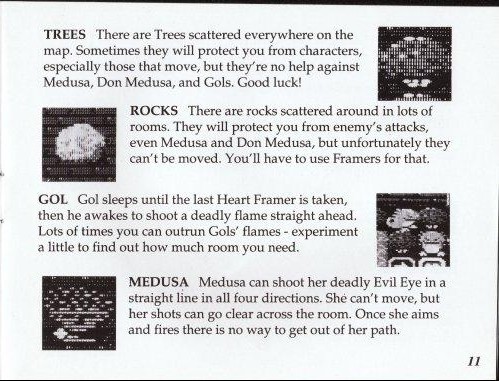 TREES There are Trees scattered everywhere on the
map. Sometimes they will protect you from characters,
especially those that move, but they're no help against
Medusa, Don Medusa, and Gols. Good luck!
ROCKS There are rocks scattered around in lots of
rooms. They will protect you from enemy's attacks,
even Medusa and Don Medusa, but unfortunately they
can't be moved. You'll have to use Framers for that.
GOL Gol sleeps until the last Heart Framer is taken,
then he awakes to shoot a deadly flame straight ahead.
Lots of times you can outrun Gols' flames - experiment
a little to find out how much room you need.
MEDUSA Medusa can shoot her deadly Evil Eye in a
straight line in all four directions. She can't move, but
her shots can go clear across the room. Once she aims
and fires there is no way to get out of her path.
11